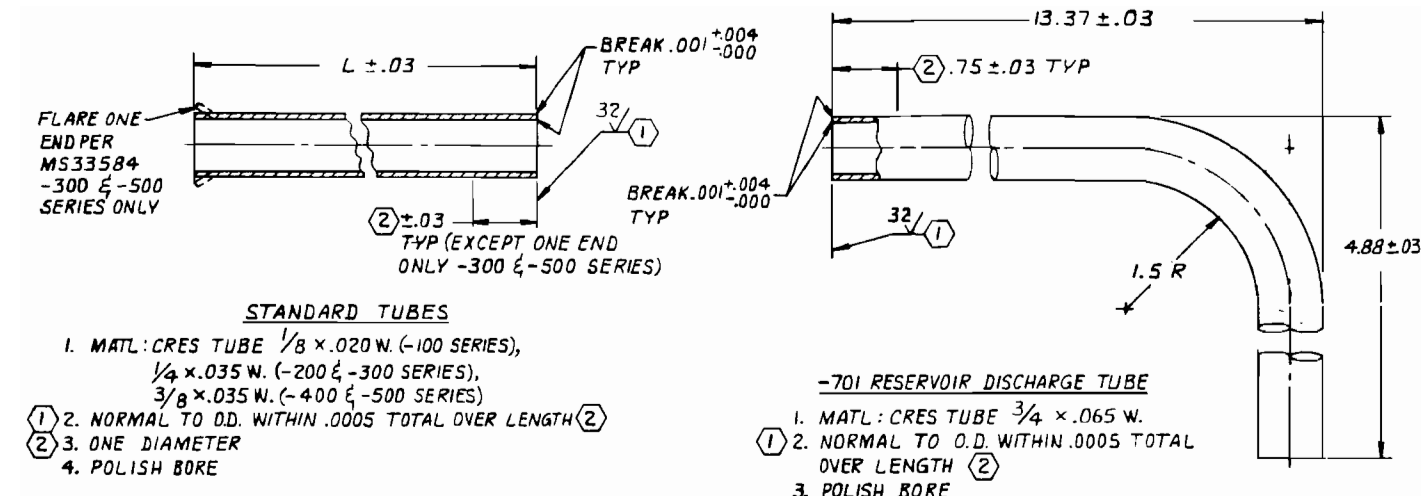 L ±.03
BREAK .001 +.004 -.000
TYP
FLARE ONE
END PER
MS33584
-300 & -500
SERIES ONLY
32
1
2 ±.03
TYP (EXCEPT ONE END
ONLY -300 & -500 SERIES)
STANDARD TUBES
1. MATL: CRES TUBE 1/8 × .020 W. (-100 SERIES),
1/4 × .035 W. (-200 & -300 SERIES),
3/8 × .035 W. (-400 & -500 SERIES)
1 2. NORMAL TO O.D. WITHIN .0005 TOTAL OVER LENGTH 2
2 3. ONE DIAMETER
4. POLISH BORE
13.37 ±.03
2 .75 ±.03 TYP
BREAK .001 +.004 -.000
TYP
32
1
1.5 R
4.88 ±.03
-701 RESERVOIR DISCHARGE TUBE
1. MATL: CRES TUBE 3/4 × .065 W.
1 2. NORMAL TO O.D. WITHIN .0005 TOTAL
OVER LENGTH 2
3. POLISH BORE